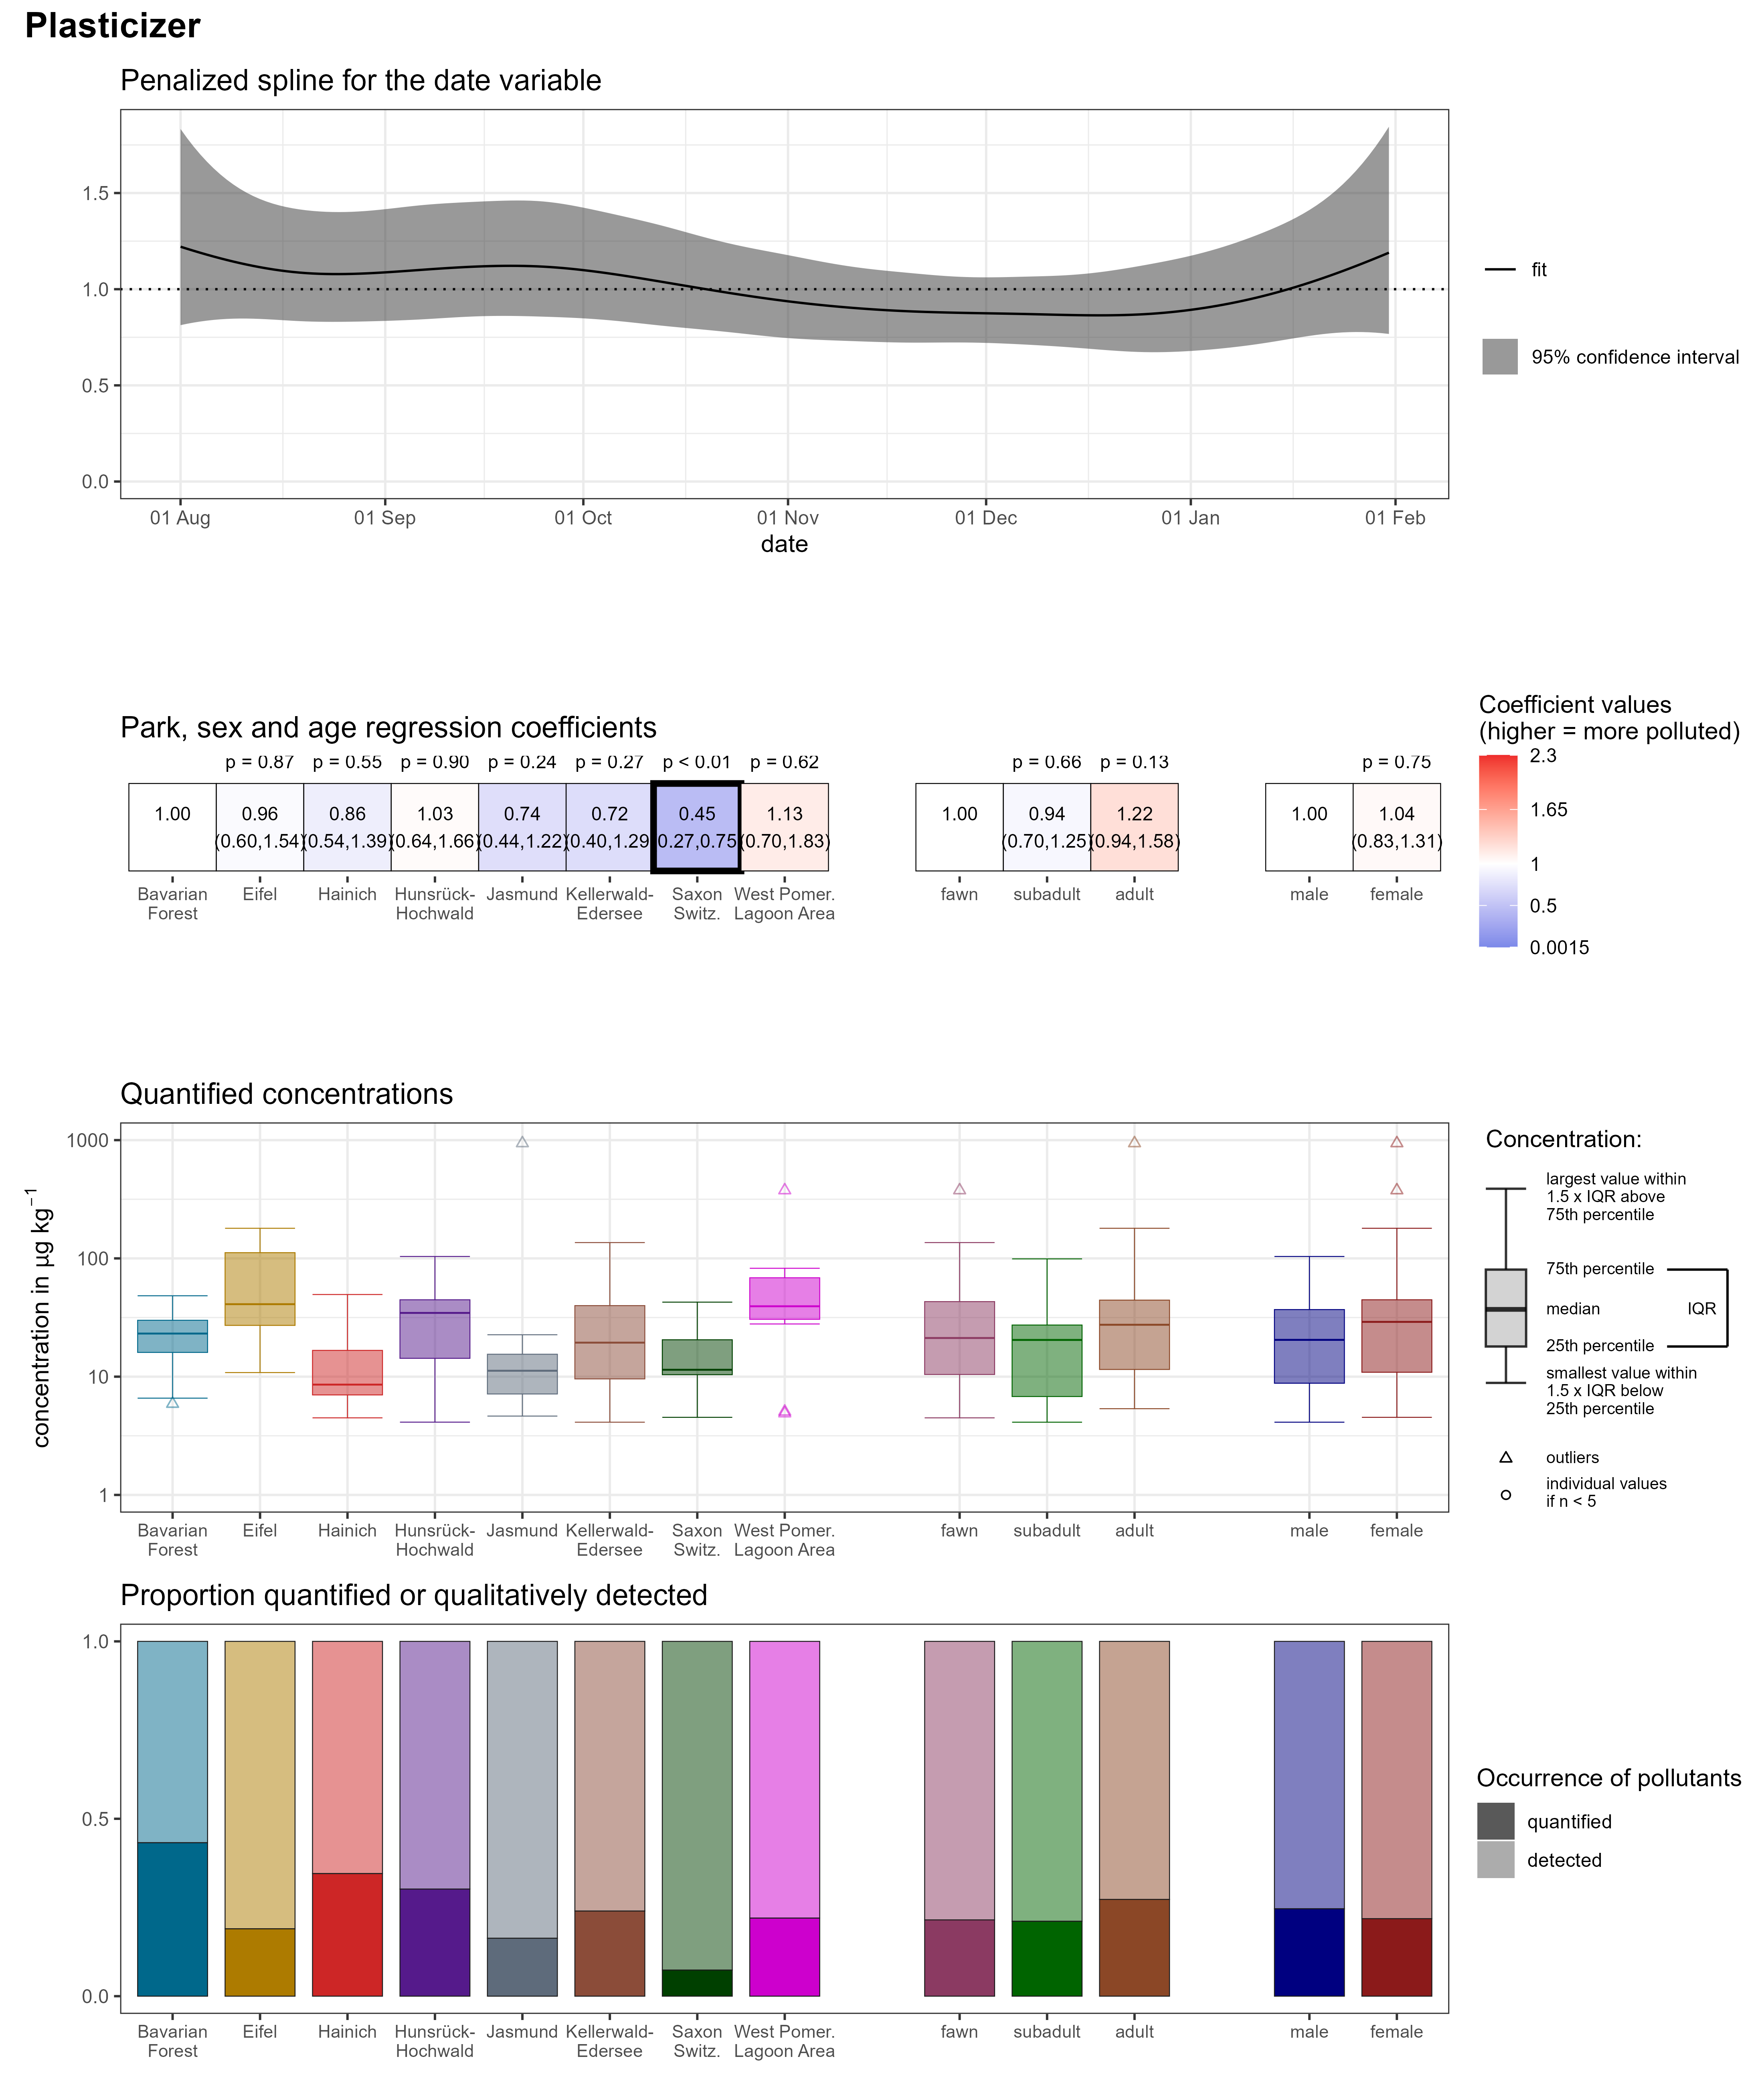 Plasticizer
Penalized spline for the date variable
1.5
1.0
0.5
0.0
01 Aug 01 Sep 01 Oct 01 Nov 01 Dec 01 Jan 01 Feb
date
fit
95% confidence interval
Park, sex and age regression coefficients
p = 0.87 p = 0.55 p = 0.90 p = 0.24 p = 0.27 p < 0.01 p = 0.62 p = 0.66 p = 0.13 p = 0.75
1.00 0.96 0.86 1.03 0.74 0.72 0.45 1.13 1.00 0.94 1.22 1.00 1.04
(0.60,1.54) (0.54,1.39) (0.64,1.66) (0.44,1.22) (0.40,1.29) (0.27,0.75) (0.70,1.83) (0.70,1.25) (0.94,1.58) (0.83,1.31)
Bavarian Eifel Hainich Hunsrück- Jasmund Kellerwald- Saxon West Pomer. fawn subadult adult male female
Forest Hochwald Edersee Switz. Lagoon Area
Coefficient values
(higher = more polluted)
2.3
1.65
1
0.5
0.0015
Quantified concentrations
concentration in µg kg⁻¹
1000
100
10
1
Bavarian Eifel Hainich Hunsrück- Jasmund Kellerwald- Saxon West Pomer. fawn subadult adult male female
Forest Hochwald Edersee Switz. Lagoon Area
Concentration:
largest value within
1.5 x IQR above
75th percentile
75th percentile
median IQR
25th percentile
smallest value within
1.5 x IQR below
25th percentile
outliers
individual values
if n < 5
Proportion quantified or qualitatively detected
1.0
0.5
0.0
Bavarian Eifel Hainich Hunsrück- Jasmund Kellerwald- Saxon West Pomer. fawn subadult adult male female
Forest Hochwald Edersee Switz. Lagoon Area
Occurrence of pollutants
quantified
detected